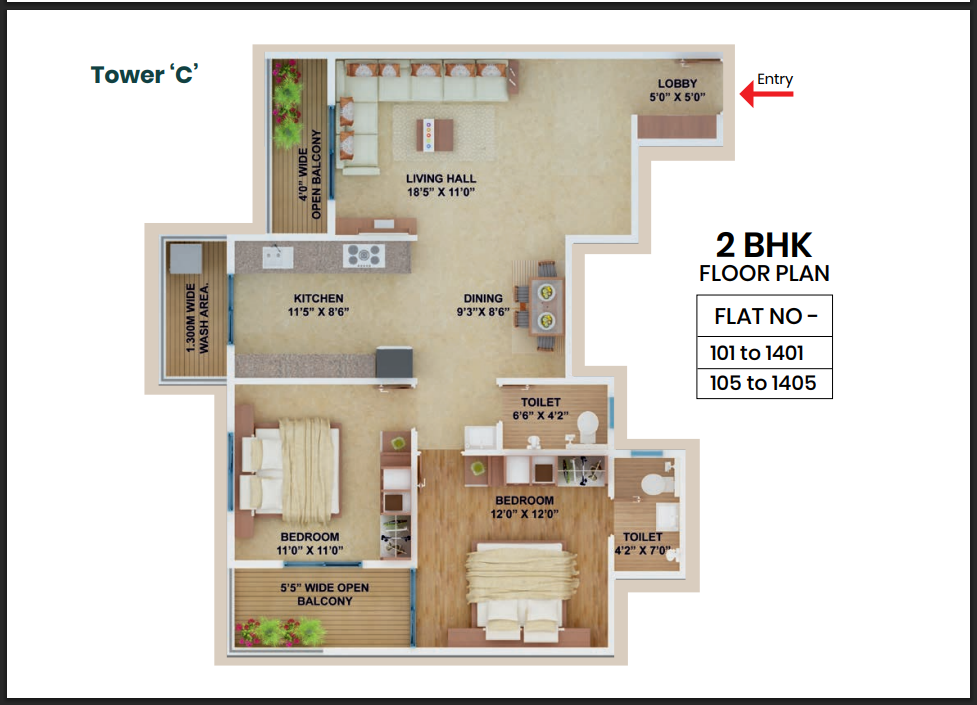 Tower ‘C’
Entry
LOBBY
5'0” X 5'0”
4'0” WIDE
OPEN BALCONY
LIVING HALL
18'5” X 11'0”
2 BHK
FLOOR PLAN
FLAT NO -
101 to 1401
105 to 1405
1.300M WIDE
WASH AREA.
KITCHEN
11'5” X 8'6”
DINING
9'3”X 8'6”
TOILET
6'6” X 4'2”
BEDROOM
12'0” X 12'0”
BEDROOM
11'0” X 11'0”
TOILET
4'2” X 7'0”
5'5” WIDE OPEN
BALCONY